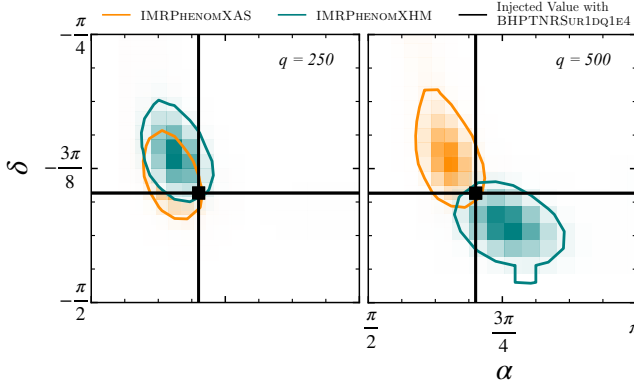 IMRPhenomXAS
IMRPhenomXHM
Injected Value with
BHPTNRSur1dq1e4
q = 250
q = 500
−π/4
−3π/8
−π/2
δ
π/2
3π/4
π
α